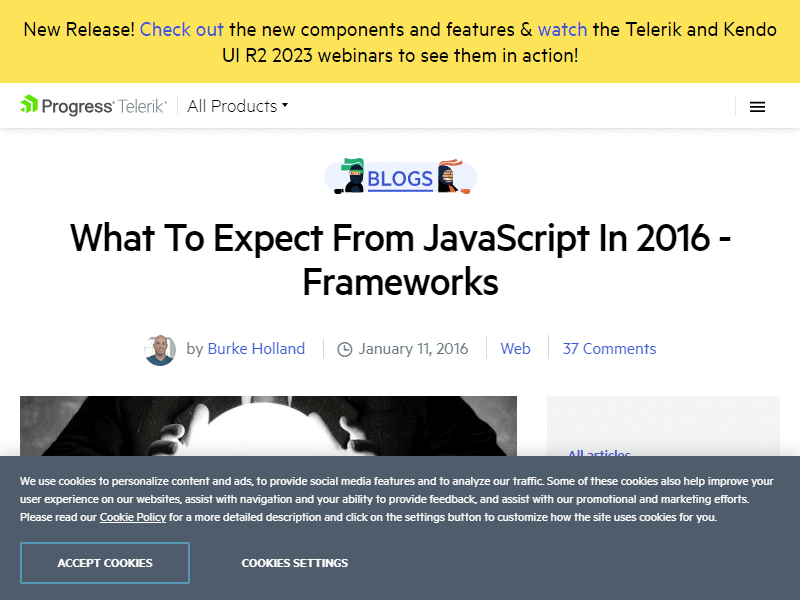 New Release! Check out the new components and features & watch the Telerik and Kendo
UI R2 2023 webinars to see them in action!
Progress Telerik
All Products
BLOGS
What To Expect From JavaScript In 2016 -
Frameworks
by Burke Holland
January 11, 2016
Web
37 Comments
All articles
We use cookies to personalize content and ads, to provide social media features and to analyze our traffic. Some of these cookies also help improve your
user experience on our websites, assist with navigation and your ability to provide feedback, and assist with our promotional and marketing efforts.
Please read our Cookie Policy for a more detailed description and click on the settings button to customize how the site uses cookies for you.
ACCEPT COOKIES
COOKIES SETTINGS